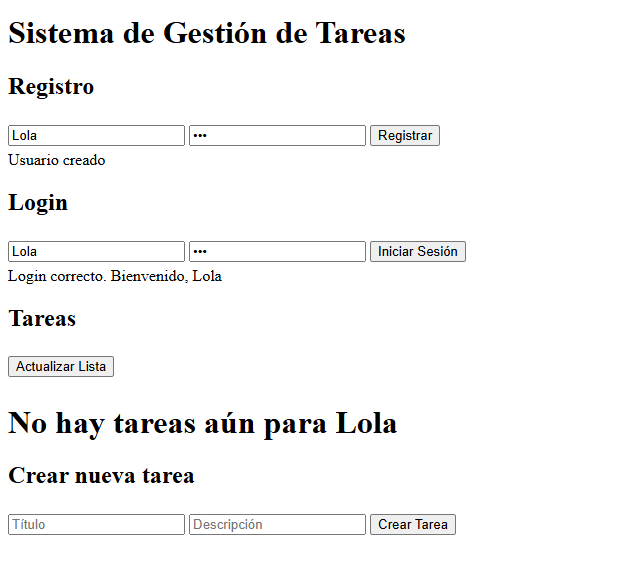 Sistema de Gestión de Tareas
Registro
Lola ••• Registrar
Usuario creado
Login
Lola ••• Iniciar Sesión
Login correcto. Bienvenido, Lola
Tareas
Actualizar Lista
No hay tareas aún para Lola
Crear nueva tarea
Título Descripción Crear Tarea